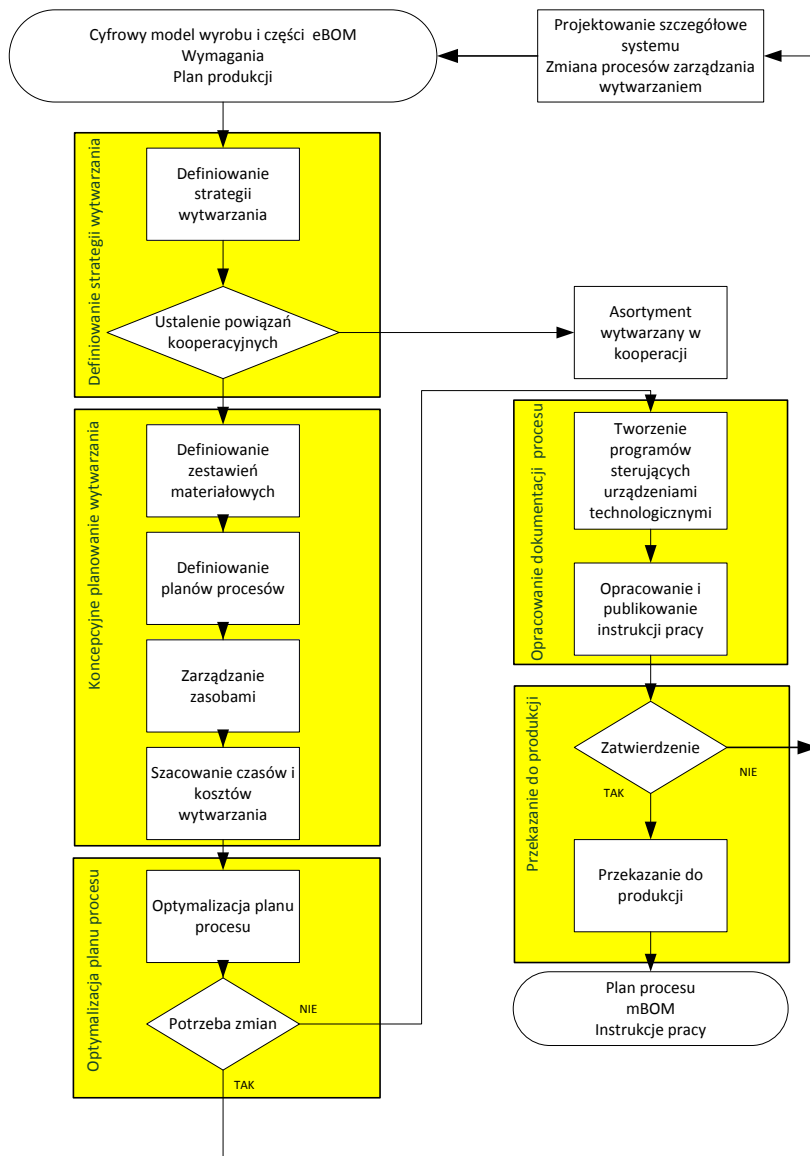 Cyfrowy model wyrobu i części eBOM
Wymagania
Plan produkcji
Projektowanie szczegółowe
systemu
Zmiana procesów zarządzania
wytwarzaniem
Definiowanie strategii wytwarzania
Definiowanie
strategii
wytwarzania
Ustalenie powiązań
kooperacyjnych
Asortyment
wytwarzany w
kooperacji
Koncepcyjne planowanie wytwarzania
Definiowanie
zestawień
materiałowych
Definiowanie
planów procesów
Zarządzanie
zasobami
Szacowanie czasów i
kosztów
wytwarzania
Optymalizacja planu procesu
Optymalizacja planu
procesu
Potrzeba zmian
NIE
TAK
Opracowanie dokumentacji procesu
Tworzenie
programów
sterujących
urządzeniami
technologicznymi
Opracowanie i
publikowanie
instrukcji pracy
Przekazanie do produkcji
Zatwierdzenie
NIE
TAK
Przekazanie do
produkcji
Plan procesu
mBOM
Instrukcje pracy